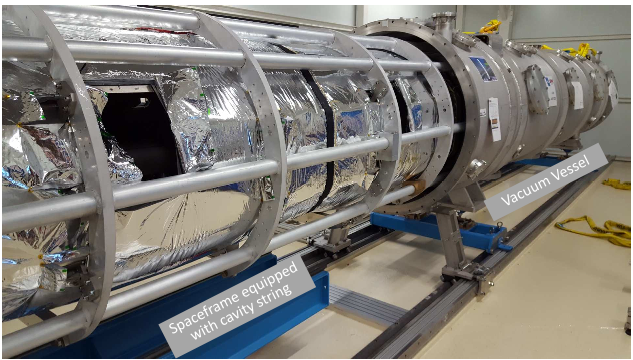 Spaceframe equipped
with cavity string
Vacuum Vessel